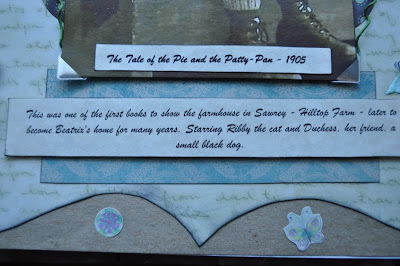 The Tale of the Pie and the Patty-Pan - 1905
This was one of the first books to show the farmhouse in Sawrey - Hilltop Farm - later to
become Beatrix's home for many years. Starring Ribby the cat and Duchess, her friend, a
small black dog.